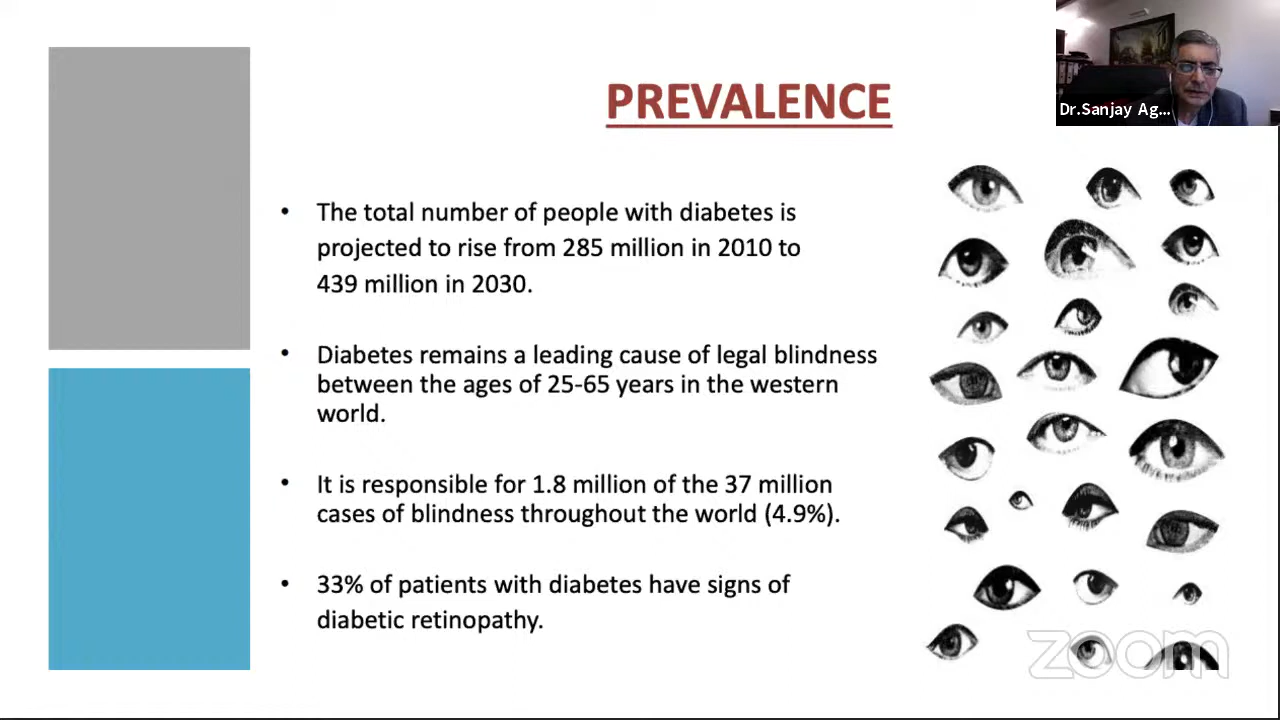 PREVALENCE
Dr.Sanjay Ag...
• The total number of people with diabetes is
projected to rise from 285 million in 2010 to
439 million in 2030.
• Diabetes remains a leading cause of legal blindness
between the ages of 25-65 years in the western
world.
• It is responsible for 1.8 million of the 37 million
cases of blindness throughout the world (4.9%).
• 33% of patients with diabetes have signs of
diabetic retinopathy.
zoom